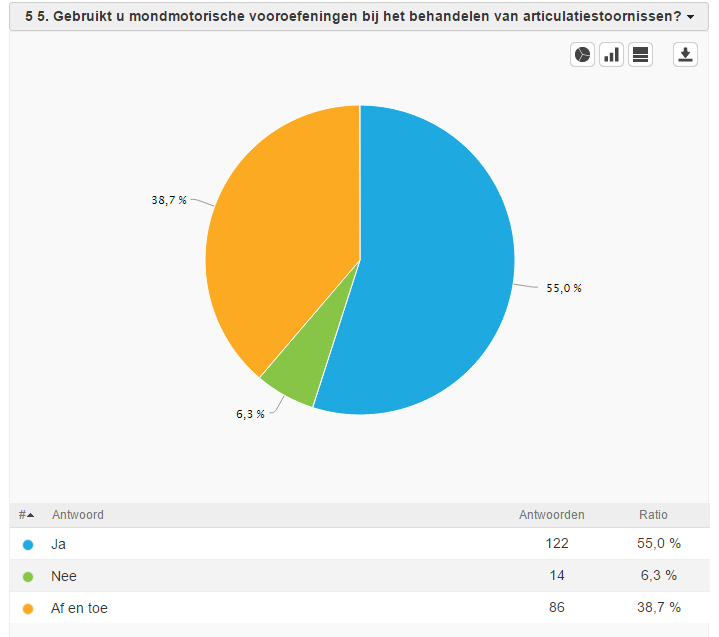 5 5. Gebruikt u mondmotorische vooroefeningen bij het behandelen van articulatiestoornissen?
38,7 %
55,0 %
6,3 %
# Antwoord Antwoorden Ratio
Ja 122 55,0 %
Nee 14 6,3 %
Af en toe 86 38,7 %